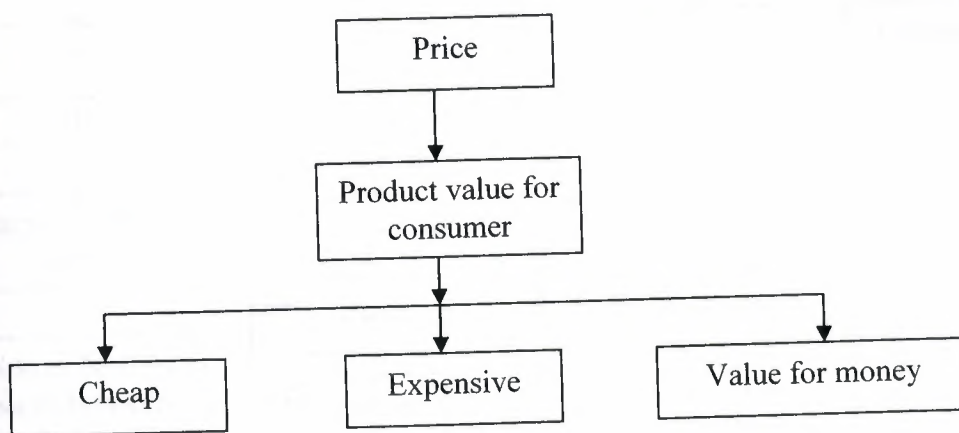 Price
Product value for
consumer
Cheap
Expensive
Value for money